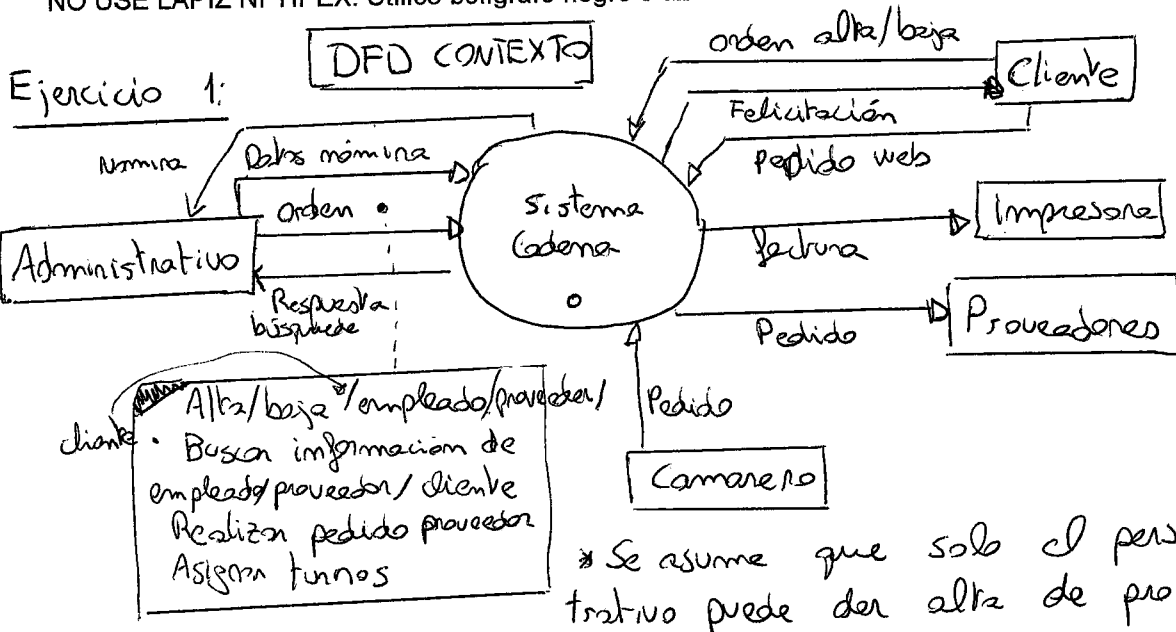 NO USE LAPIZ NI TIPEX. Utilice bolígrafo negro o
DFD CONTEXTO
Ejercicio 1:
orden alta/baja
Cliente
Felicitación
Pedido web
Nomina
Datos nómina
orden
Sistema
Cadena
0
Impresora
factura
Administrativo
Respuesta
búsqueda
Pedido
Proveedores
Alta/baja /empleado/proveedor/
cliente
Buscar información de
empleado/proveedor/cliente
Realizar pedido proveedor
Asignar turnos
Pedido
Camarero
* Se asume que solo el pers
trativo puede dar alta de pro